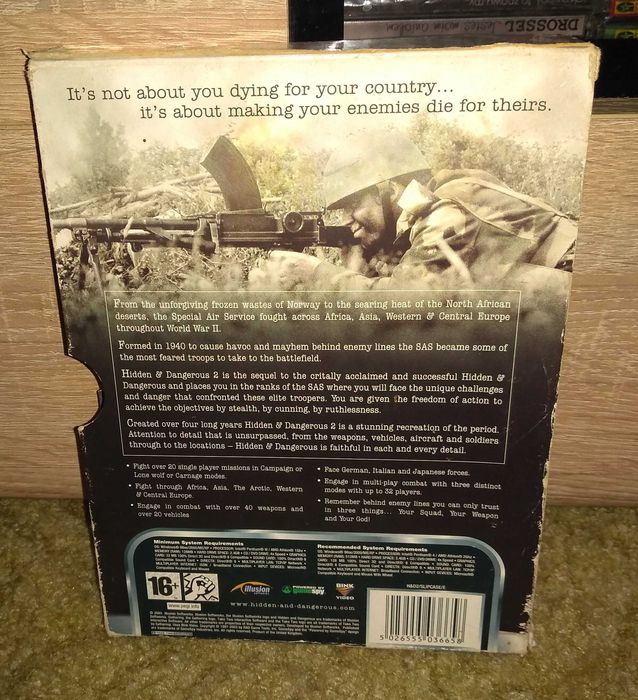 DROSSEL
It's not about you dying for your country...
it's about making your enemies die for theirs.
From the unforgiving frozen wastes of Norway to the searing heat of the North African
deserts, the Special Air Service fought across Africa, Asia, Western & Central Europe
throughout World War II.
Formed in 1940 to cause havoc and mayhem behind enemy lines the SAS became some of
the most feared troops to take to the battlefield.
Hidden & Dangerous 2 is the sequel to the critally acclaimed and successful Hidden &
Dangerous and places you in the ranks of the SAS where you will face the unique challenges
and danger that confronted these elite troopers. You are given the freedom of action to
achieve the objectives by stealth, by cunning, by ruthlessness.
Created over four long years Hidden & Dangerous 2 is a stunning recreation of the period.
Attention to detail that is unsurpassed, from the weapons, vehicles, aircraft and soldiers
through to the locations – Hidden & Dangerous is faithful in each and every detail.
• Fight over 20 single player missions in Campaign or
Lone wolf or Carnage modes.
• Fight through Africa, Asia, The Arctic, Western
& Central Europe.
• Engage in combat with over 40 weapons and
over 20 vehicles
• Face German, Italian and Japanese forces.
• Engage in multi-play combat with three distinct
modes with up to 32 players.
• Remember behind enemy lines you can only trust
in three things... Your Squad, Your Weapon
and Your God!
Minimum System Requirements
Recommended System Requirements
16+
www.pegi.info
illusion
softworks
POWERED BY
gamespy
BINK
VIDEO
www.hidden-and-dangerous.com
H&D2/SLIPCASE/E
5 026555 036658